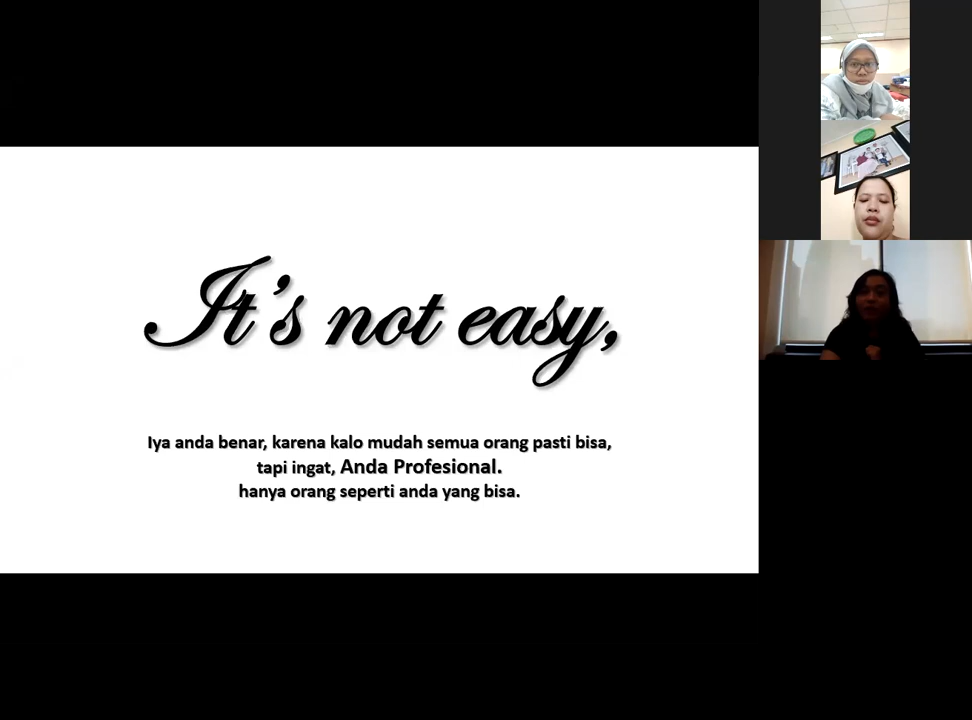 It's not easy,
Iya anda benar, karena kalo mudah semua orang pasti bisa,
tapi ingat, Anda Profesional.
hanya orang seperti anda yang bisa.